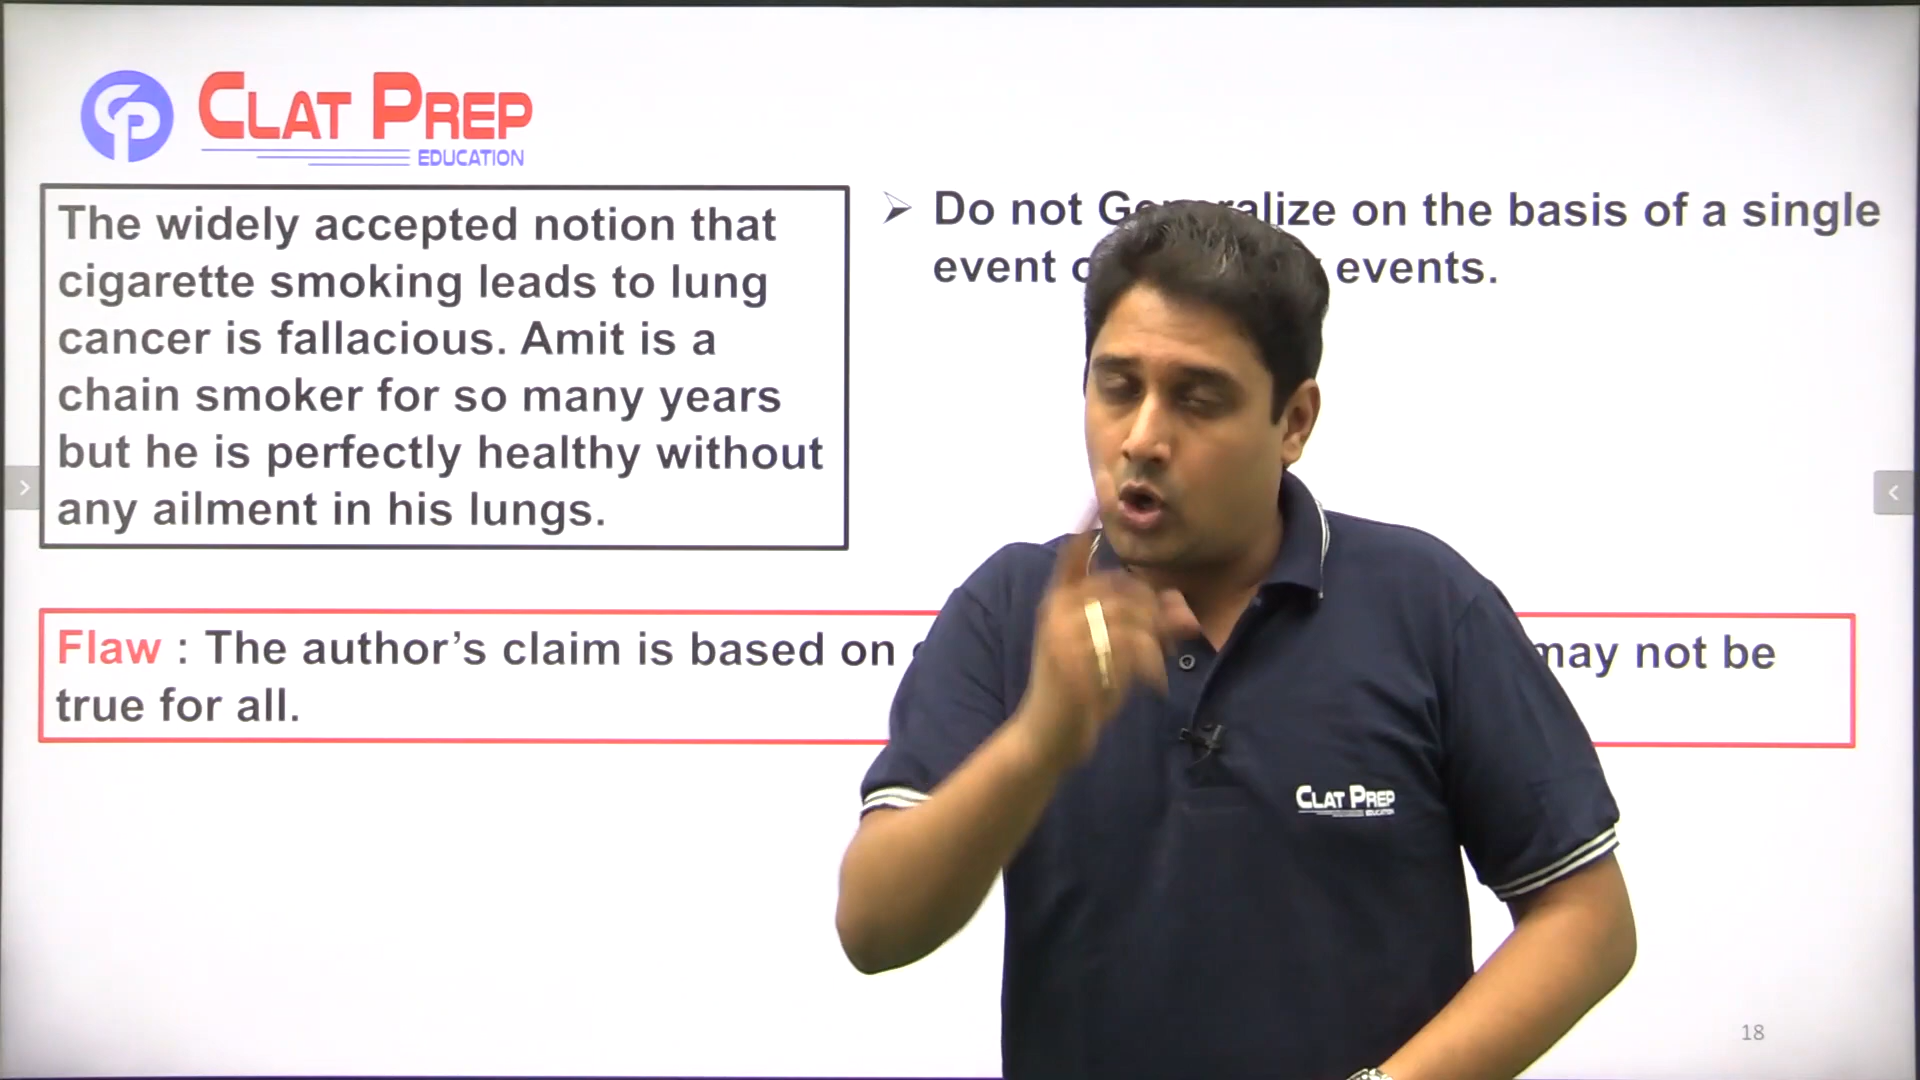 CLAT PREP
EDUCATION
The widely accepted notion that
cigarette smoking leads to lung
cancer is fallacious. Amit is a
chain smoker for so many years
but he is perfectly healthy without
any ailment in his lungs.
➢ Do not Generalize on the basis of a single
event events.
Flaw : The author’s claim is based on may not be
true for all.
CLAT PREP
EDUCATION
18